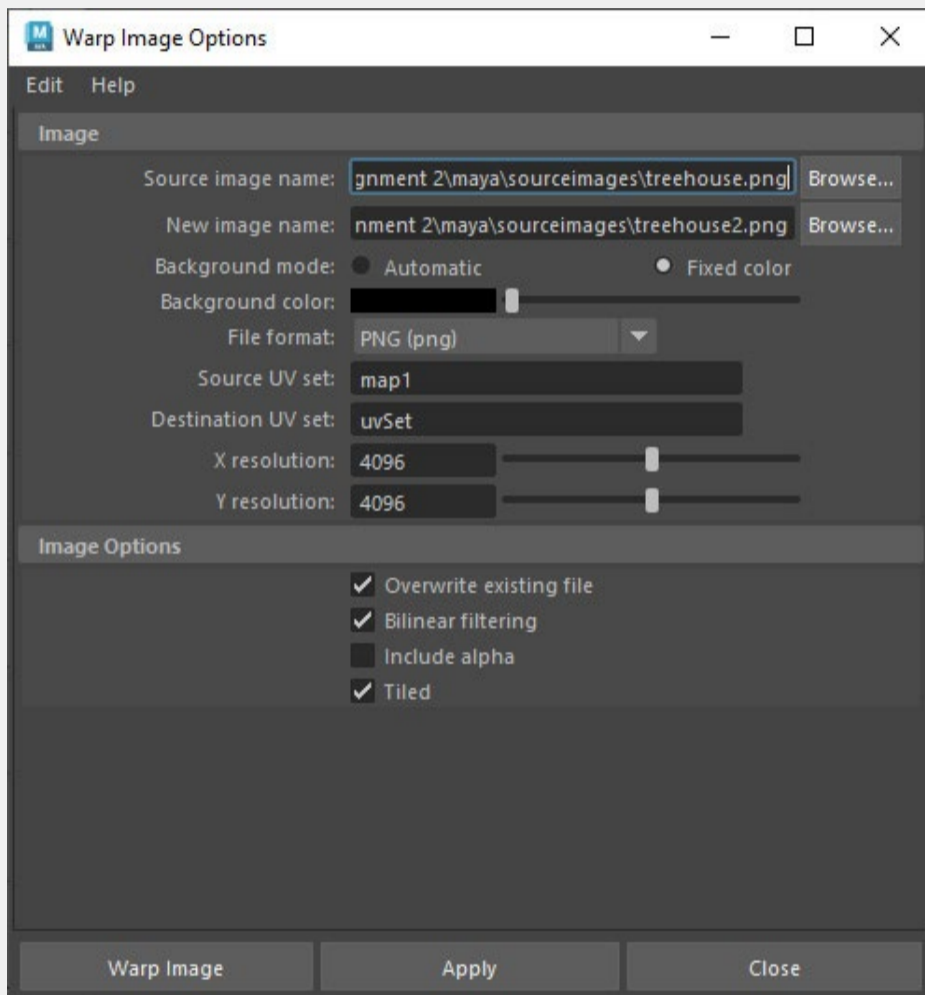 Warp Image Options
Edit Help
Image
Source image name: gnment 2\maya\sourceimages\treehouse.png Browse...
New image name: nment 2\maya\sourceimages\treehouse2.png Browse...
Background mode: Automatic Fixed color
Background color:
File format: PNG (png)
Source UV set: map1
Destination UV set: uvSet
X resolution: 4096
Y resolution: 4096
Image Options
Overwrite existing file
Bilinear filtering
Include alpha
Tiled
Warp Image Apply Close